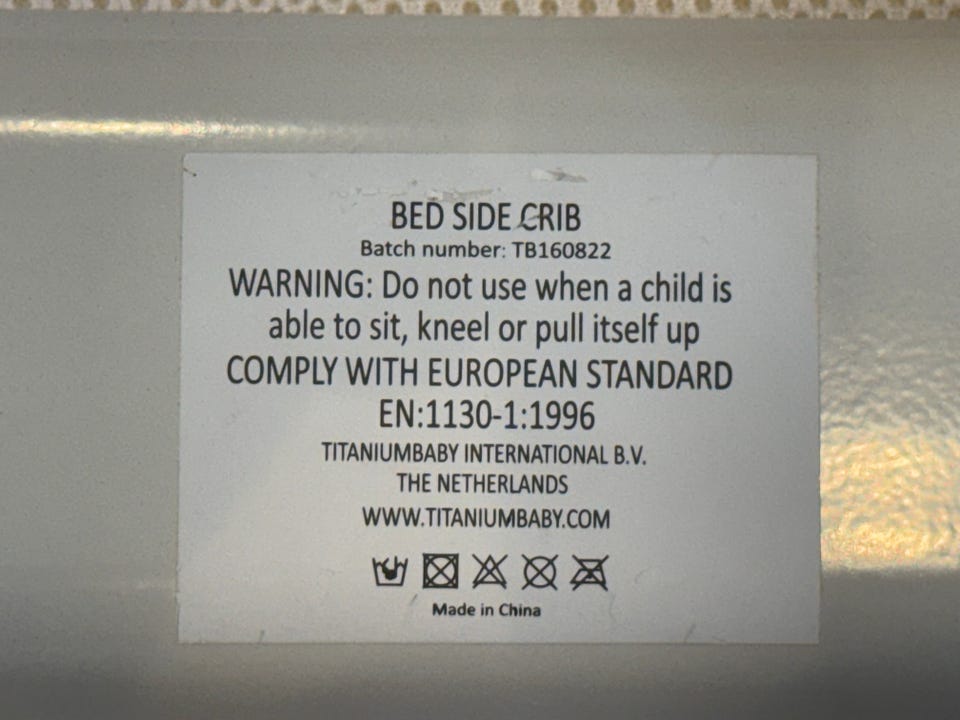 BED SIDE CRIB
Batch number: TB160822
WARNING: Do not use when a child is
able to sit, kneel or pull itself up
COMPLY WITH EUROPEAN STANDARD
EN:1130-1:1996
TITANIUMBABY INTERNATIONAL B.V.
THE NETHERLANDS
WWW.TITANIUMBABY.COM
Made in China